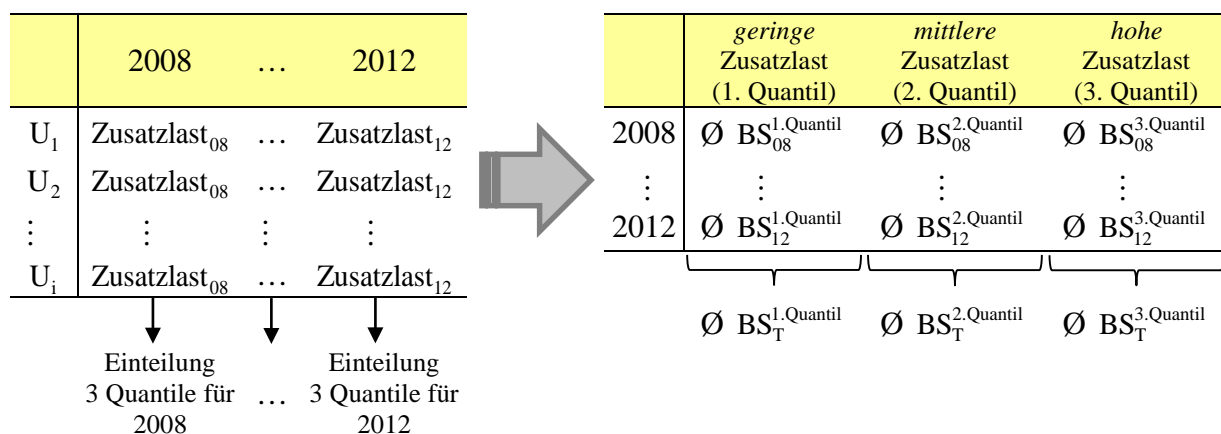 2008 … 2012
U1 Zusatzlast08 … Zusatzlast12
U2 Zusatzlast08 … Zusatzlast12
⋮ ⋮ ⋮ ⋮
Ui Zusatzlast08 … Zusatzlast12
Einteilung
3 Quantile für
2008
…
Einteilung
3 Quantile für
2012
geringe
Zusatzlast
(1. Quantil)
mittlere
Zusatzlast
(2. Quantil)
hohe
Zusatzlast
(3. Quantil)
2008 Ø BS08 1.Quantil Ø BS08 2.Quantil Ø BS08 3.Quantil
⋮ ⋮ ⋮ ⋮
2012 Ø BS12 1.Quantil Ø BS12 2.Quantil Ø BS12 3.Quantil
Ø BST 1.Quantil Ø BST 2.Quantil Ø BST 3.Quantil